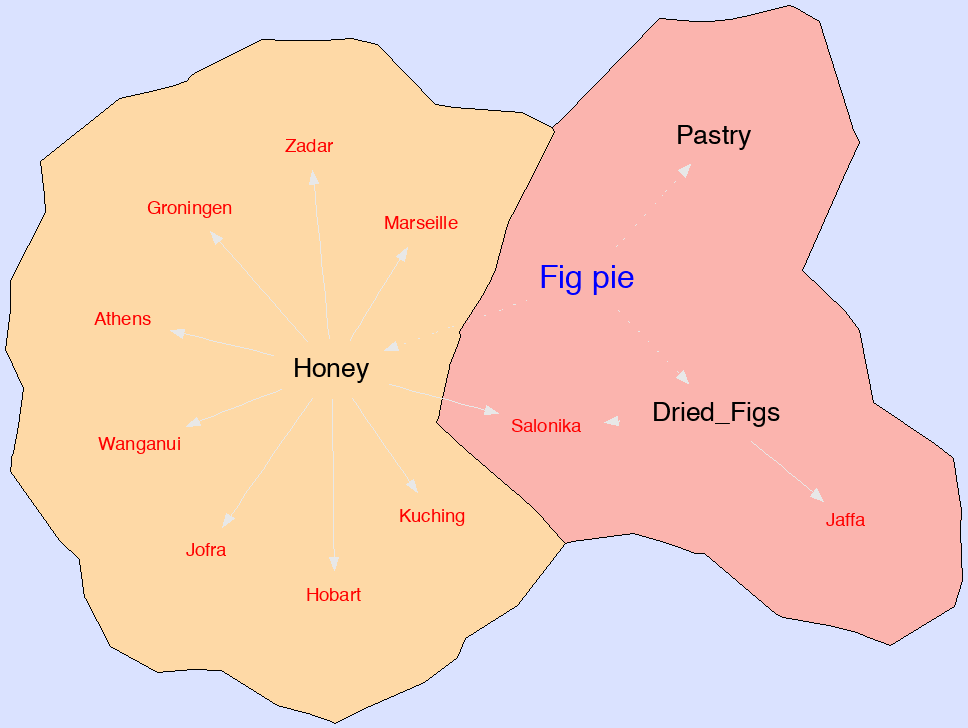 Pastry
Zadar
Groningen
Marseille
Fig pie
Athens
Honey
Dried_Figs
Salonika
Wanganui
Kuching
Jaffa
Jofra
Hobart